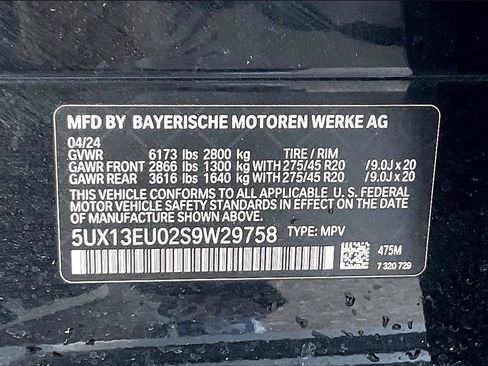 MFD BY BAYERISCHE MOTOREN WERKE AG
04/24
GVWR 6173 lbs 2800 kg TIRE / RIM
GAWR FRONT 2866 lbs 1300 kg WITH 275/45 R20 /9.0J x 20
GAWR REAR 3616 lbs 1640 kg WITH 275/45 R20 /9.0J x 20
THIS VEHICLE CONFORMS TO ALL APPLICABLE U. S. FEDERAL
MOTOR VEHICLE SAFETY STANDARDS IN EFFECT ON THE DATE OF
MANUFACTURE SHOWN ABOVE.
5UX13EU02S9W29758 TYPE: MPV
475M
7 320 729